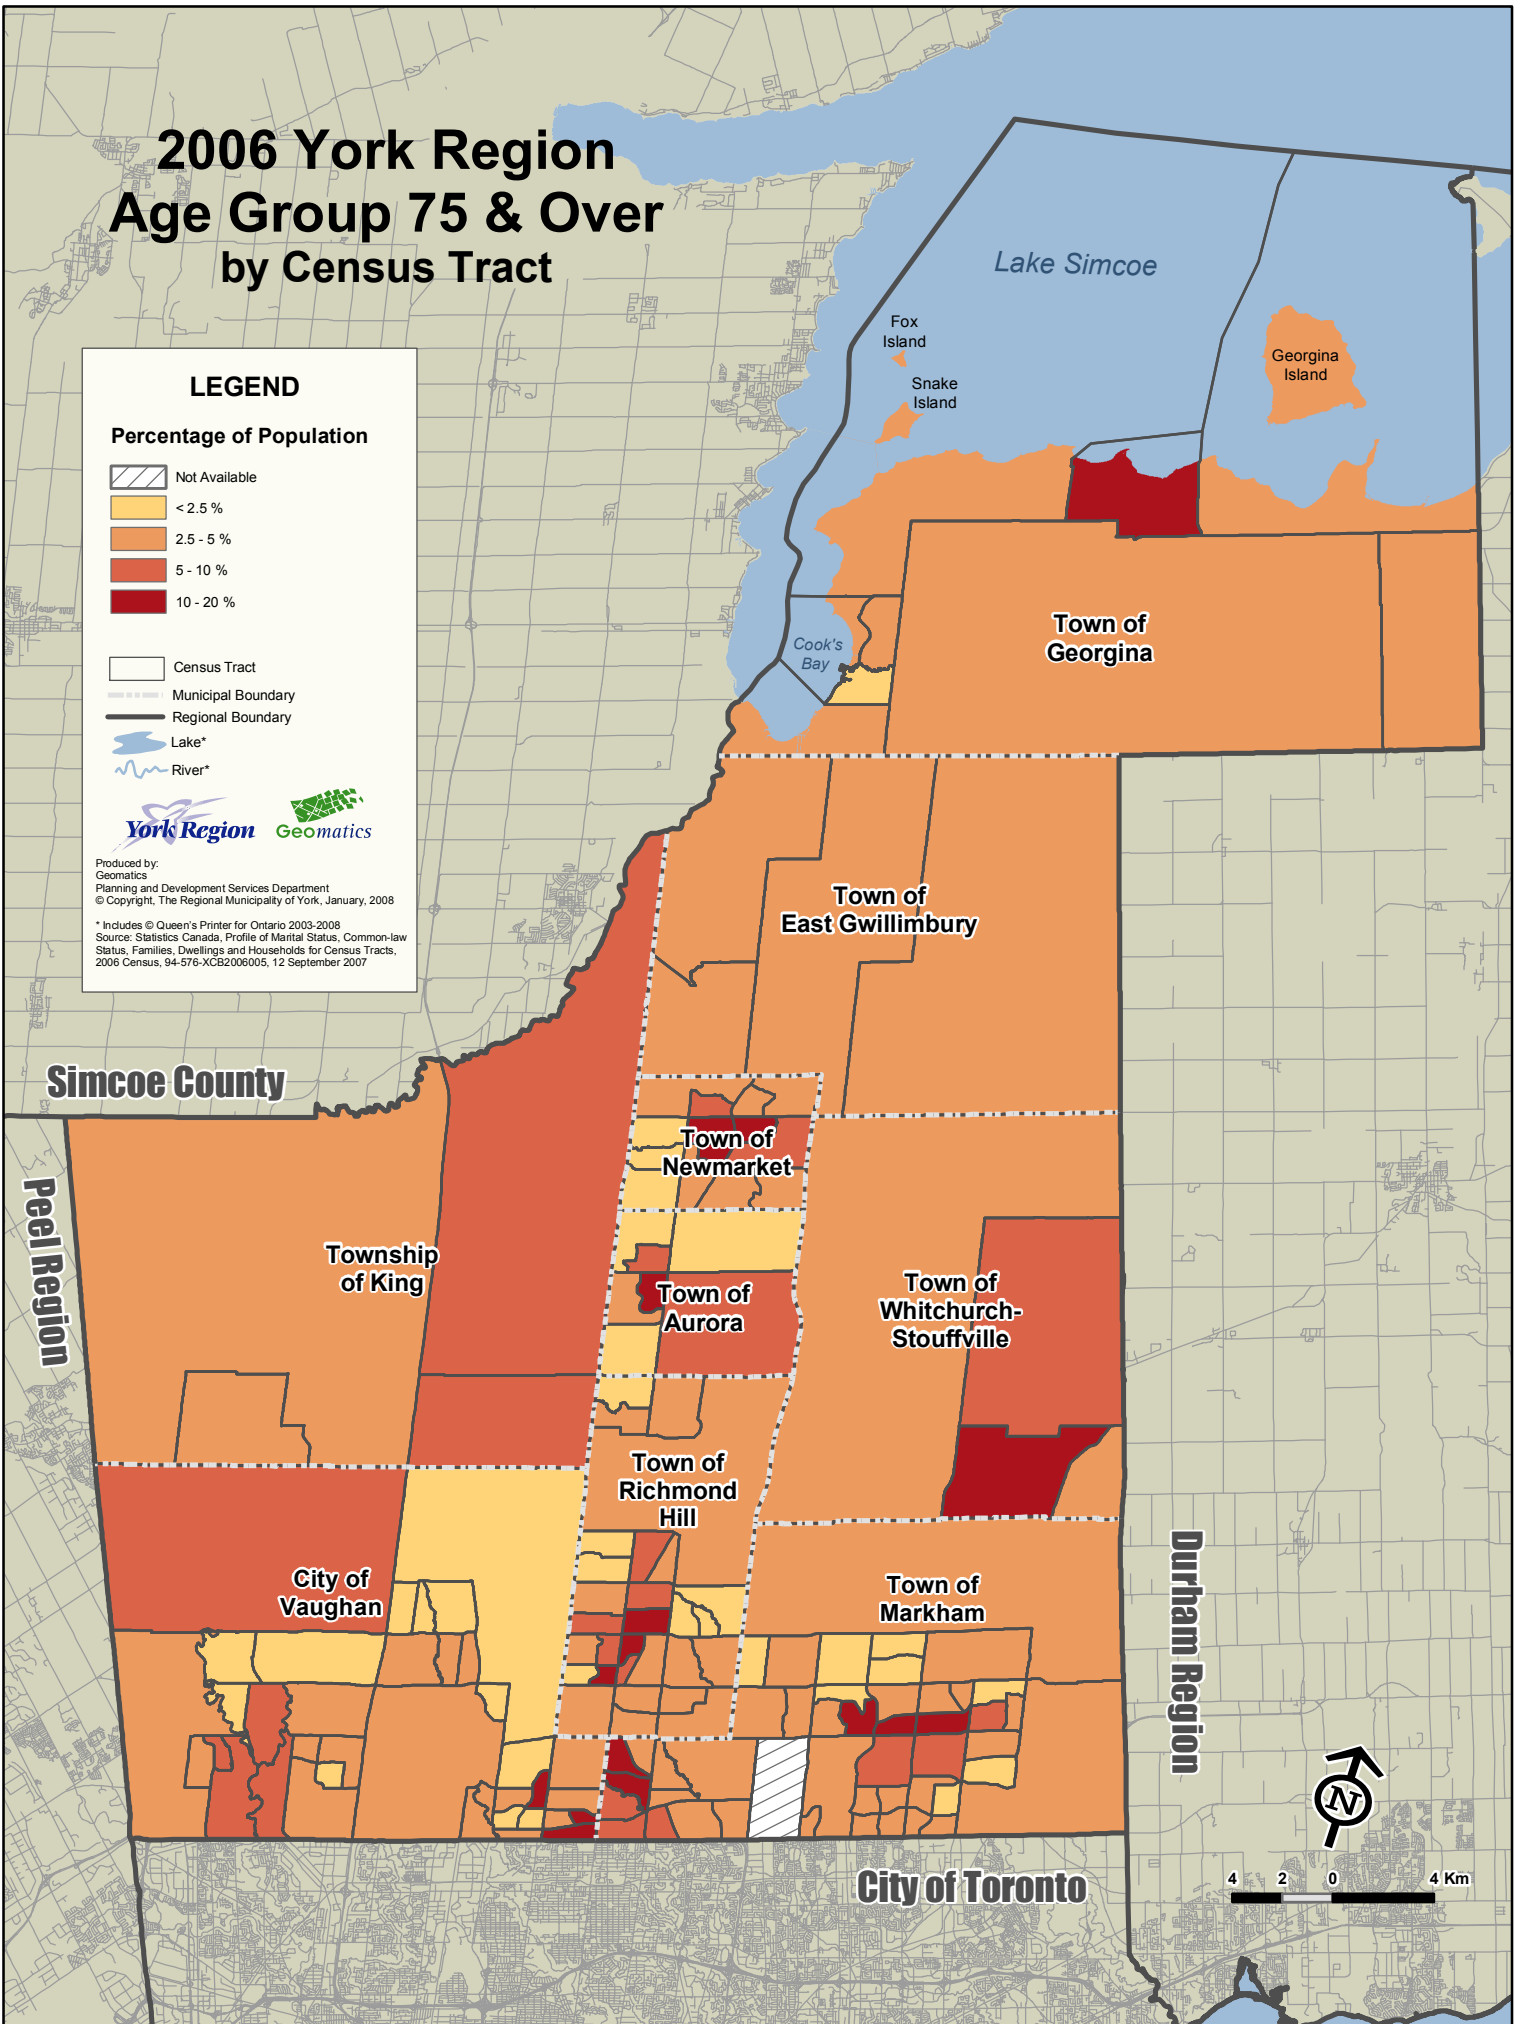 2006 York Region
Age Group 75 & Over
by Census Tract
Lake Simcoe
Fox
Island
Snake
Island
Georgina
Island
LEGEND
Percentage of Population
Not Available
< 2.5 %
2.5 - 5 %
5 - 10 %
10 - 20 %
Census Tract
Municipal Boundary
Regional Boundary
Lake*
River*
York Region
Geomatics
Produced by:
Geomatics
Planning and Development Services Department
© Copyright, The Regional Municipality of York, January, 2008
* Includes © Queen's Printer for Ontario 2003-2008
Source: Statistics Canada, Profile of Marital Status, Common-law
Status, Families, Dwellings and Households for Census Tracts,
2006 Census, 94-576-XCB2006005, 12 September 2007
Cook's
Bay
Town of
Georgina
Town of
East Gwillimbury
Simcoe County
Town of
Newmarket
Peel Region
Township
of King
Town of
Aurora
Town of
Whitchurch-
Stouffville
Town of
Richmond
Hill
City of
Vaughan
Town of
Markham
Durham Region
N
City of Toronto
4 2 0 4 Km